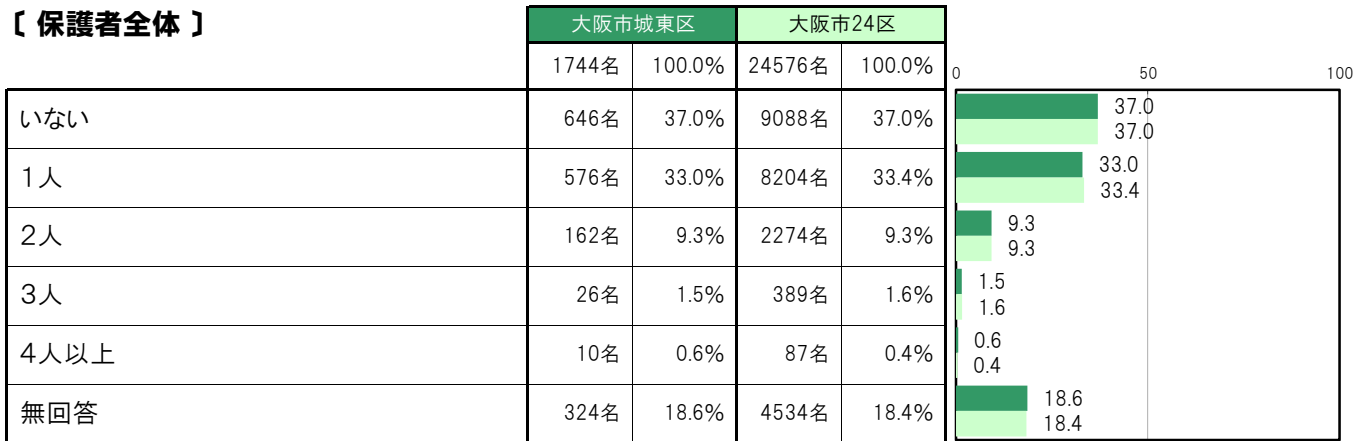 〔 保護者全体 〕
大阪市城東区 大阪市24区
1744名 100.0% 24576名 100.0%
0 50 100
いない 646名 37.0% 9088名 37.0%
37.0
37.0
1人 576名 33.0% 8204名 33.4%
33.0
33.4
2人 162名 9.3% 2274名 9.3%
9.3
9.3
3人 26名 1.5% 389名 1.6%
1.5
1.6
4人以上 10名 0.6% 87名 0.4%
0.6
0.4
無回答 324名 18.6% 4534名 18.4%
18.6
18.4